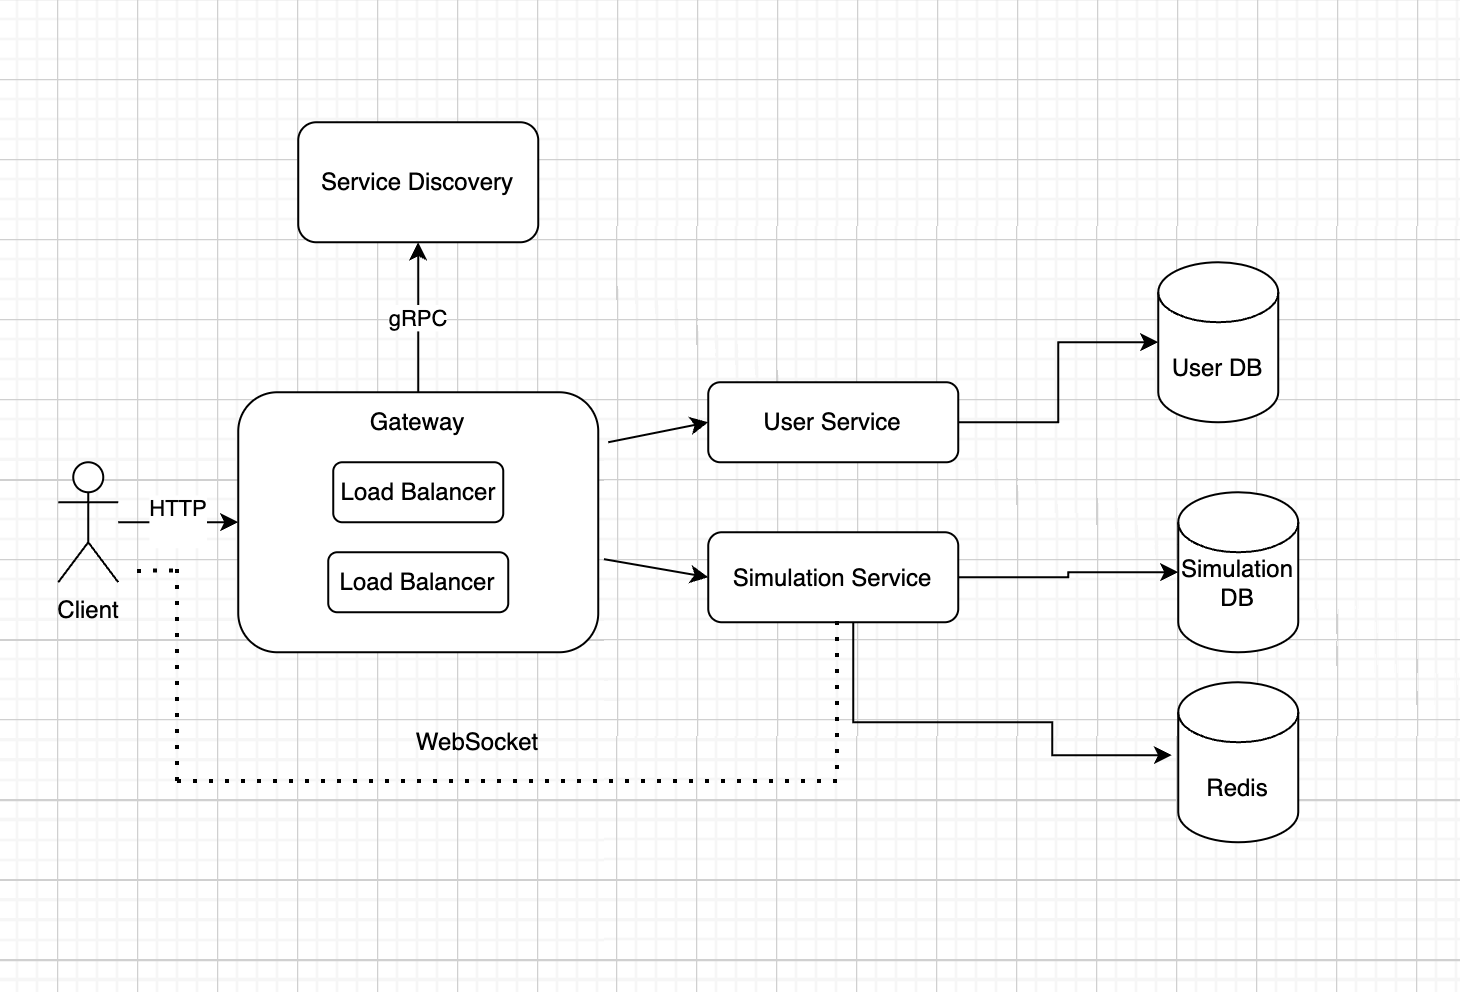 Service Discovery
gRPC
Gateway
Load Balancer
Load Balancer
HTTP
Client
User Service
Simulation Service
WebSocket
User DB
Simulation
DB
Redis